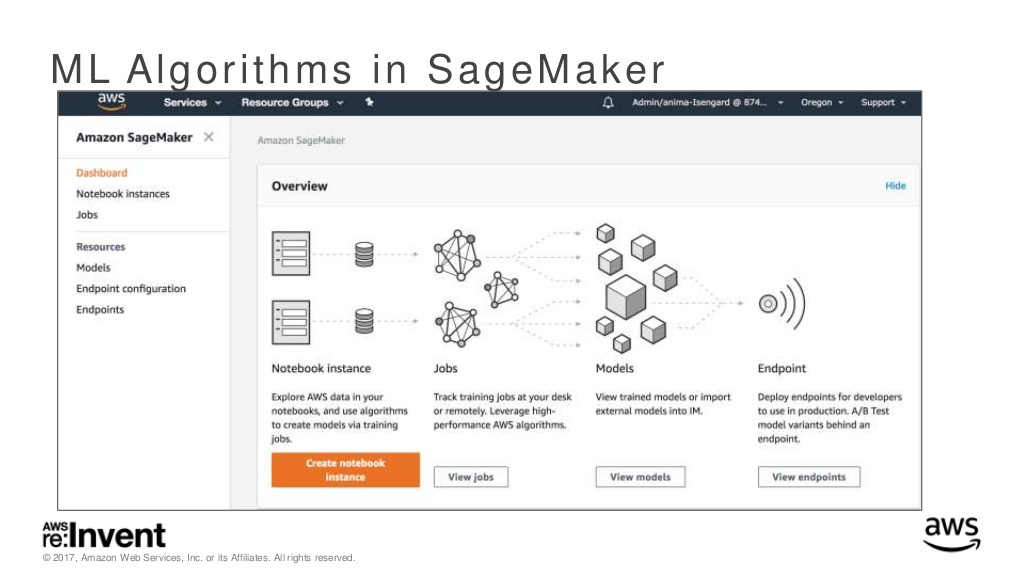 ML Algorithms in SageMaker
aws Services Resource Groups Admin/anima-Isengard @ 874... Oregon Support
Amazon SageMaker
Dashboard
Notebook instances
Jobs
Resources
Models
Endpoint configuration
Endpoints
Amazon SageMaker
Overview Hide
Notebook instance
Explore AWS data in your
notebooks, and use algorithms
to create models via training
jobs.
Create notebook
instance
Jobs
Track training jobs at your desk
or remotely. Leverage high-
performance AWS algorithms.
View jobs
Models
View trained models or import
external models into IM.
View models
Endpoint
Deploy endpoints for developers
to use in production. A/B Test
model variants behind an
endpoint.
View endpoints
AWS
re:Invent
© 2017, Amazon Web Services, Inc. or its Affiliates. All rights reserved.
aws